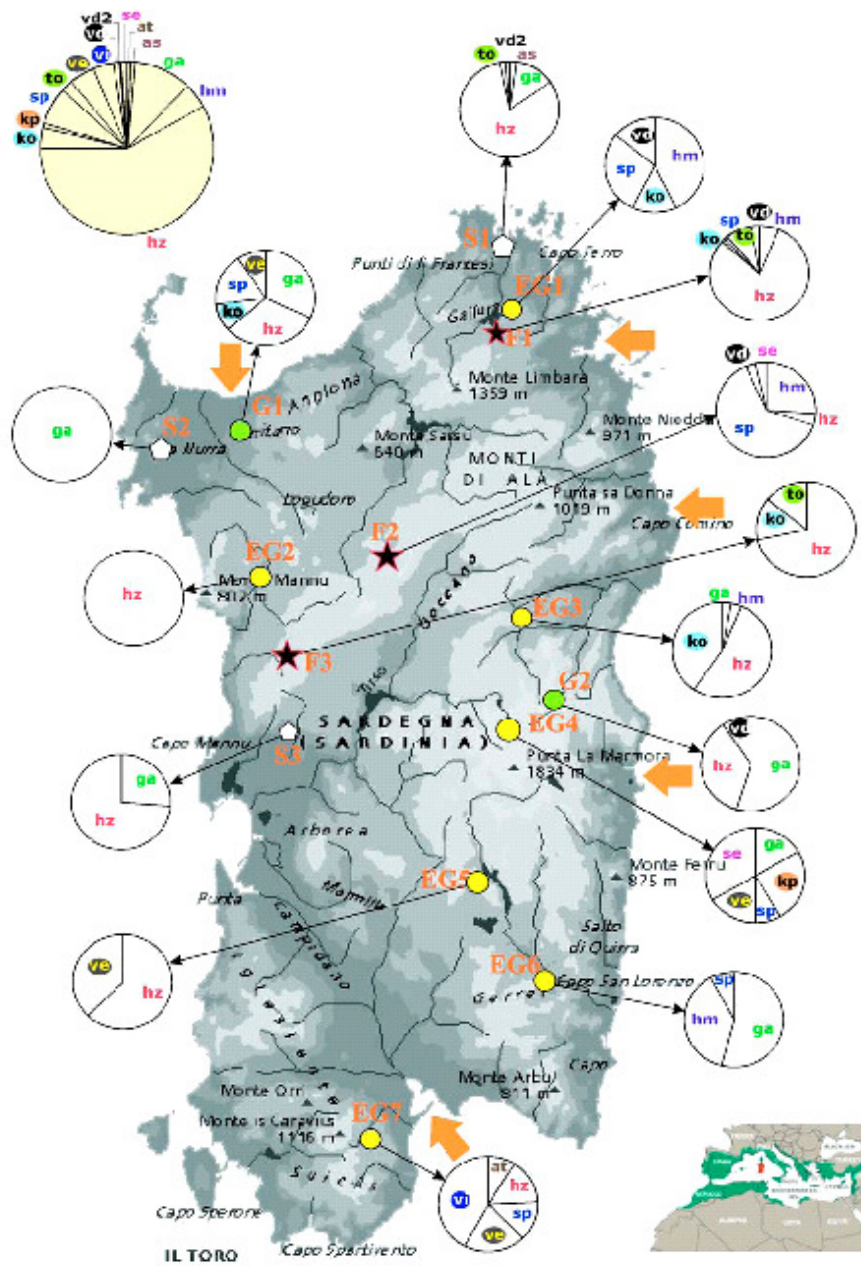 vd2
se
vd
at
vi
as
ve
ga
to
sp
hm
kp
ko
hz
vd2
to
as
ga
hz
vd
hm
sp
ko
sp
vd
hm
ko
to
hz
ve
ga
sp
ko
hz
S1
Capo Ferro
EG1
F1
Monte Limbara
1359 m
vd
se
hm
hz
sp
ga
S2
G1
Anglona
Monte Sassu
640 m
971 m
MONTI
DI ALA
Logudoro
Punta sa Donna
1019 m
Capo Comino
to
ko
hz
F2
EG2
Mannu
802 m
hz
EG3
ga
hm
ko
hz
F3
Tirso
G2
EG4
Capo Mannu
S3
SARDEGNA
(SARDINIA)
Punta La Marmora
1834 m
vd
hz
ga
ga
hz
Arborea
EG5
Monte Ferru
875 m
se
ga
kp
ve
sp
Punta
Campidano
Salto
di Quirra
ve
hz
Iglesiente
EG6
Capo San Lorenzo
Gerrei
sp
hm
ga
Capo
Monte Arbu
811 m
Monte Orri
EG7
Monte is Caravius
1116 m
Sulcis
at
vi
hz
sp
ve
Capo Sperone
Capo Spartivento
IL TORO